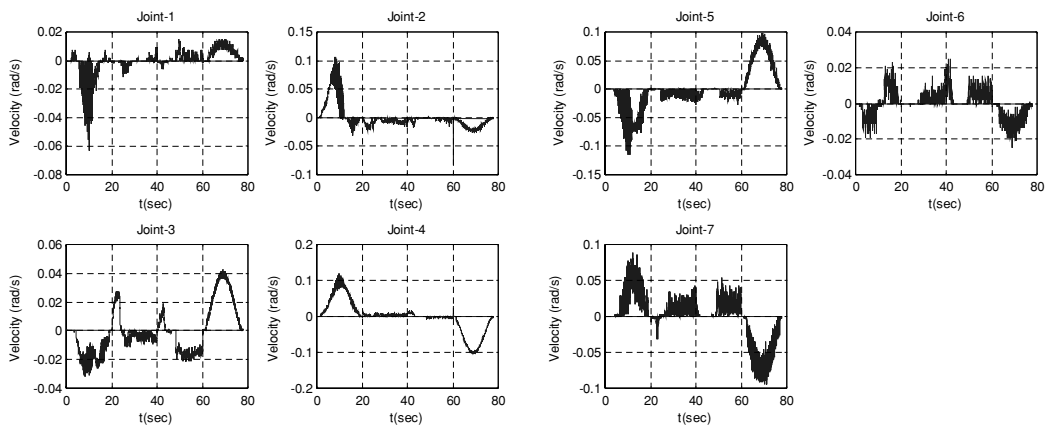 Joint-1
Velocity (rad/s)
0.02
0
-0.02
-0.04
-0.06
-0.08
0 20 40 60 80
t(sec)
Joint-2
Velocity (rad/s)
0.15
0.1
0.05
0
0.05
-0.1
0 20 40 60 80
t(sec)
Joint-5
Velocity (rad/s)
0.1
0.05
0
-0.05
-0.1
-0.15
0 20 40 60 80
t(sec)
Joint-6
Velocity (rad/s)
0.04
0.02
0
-0.02
-0.04
0 20 40 60 80
t(sec)
Joint-3
Velocity (rad/s)
0.06
0.04
0.02
0
-0.02
-0.04
0 20 40 60 80
t(sec)
Joint-4
Velocity (rad/s)
0.2
0.1
0
-0.1
-0.2
0 20 40 60 80
t(sec)
Joint-7
Velocity (rad/s)
0.1
0.05
0
-0.05
-0.1
0 20 40 60 80
t(sec)